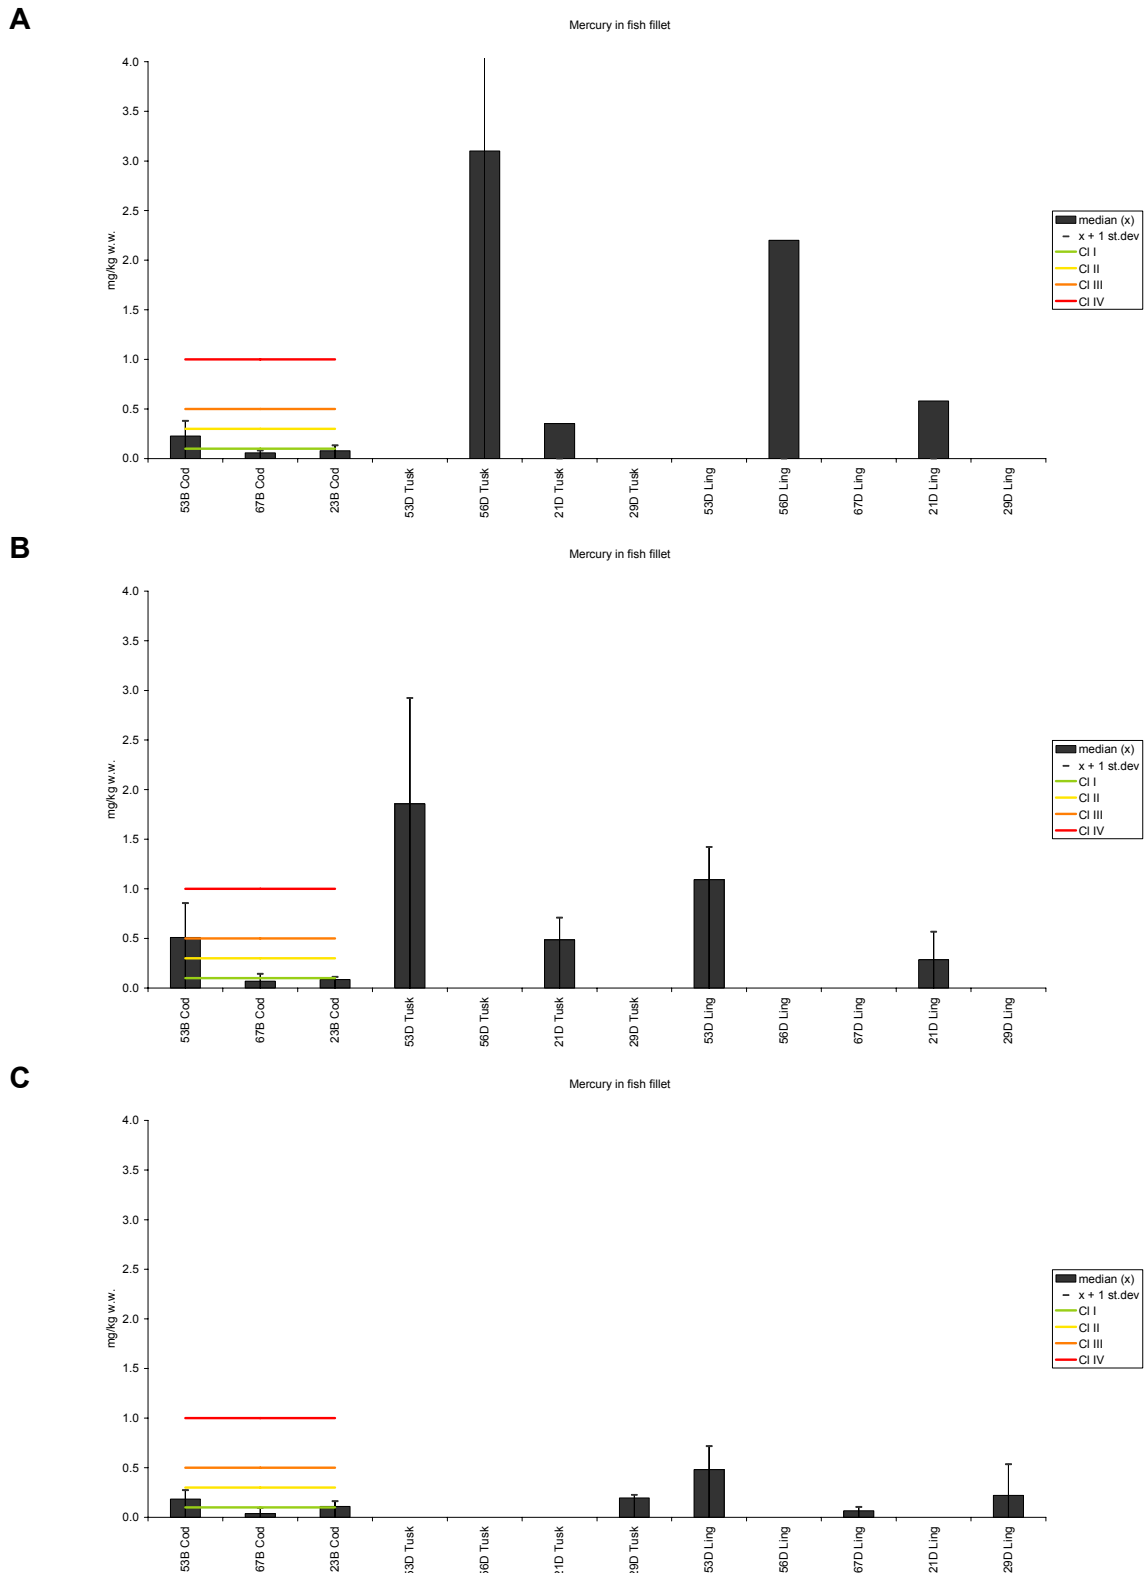 A
Mercury in fish fillet
4.0
3.5
3.0
2.5
2.0
1.5
1.0
0.5
0.0
mg/kg w.w.
53B Cod
67B Cod
23B Cod
53D Tusk
56D Tusk
21D Tusk
29D Tusk
53D Ling
56D Ling
67D Ling
21D Ling
29D Ling
median (x)
x + 1 st.dev
Cl I
Cl II
Cl III
Cl IV
B
Mercury in fish fillet
4.0
3.5
3.0
2.5
2.0
1.5
1.0
0.5
0.0
mg/kg w.w.
53B Cod
67B Cod
23B Cod
53D Tusk
56D Tusk
21D Tusk
29D Tusk
53D Ling
56D Ling
67D Ling
21D Ling
29D Ling
median (x)
x + 1 st.dev
Cl I
Cl II
Cl III
Cl IV
C
Mercury in fish fillet
4.0
3.5
3.0
2.5
2.0
1.5
1.0
0.5
0.0
mg/kg w.w.
53B Cod
67B Cod
23B Cod
53D Tusk
56D Tusk
21D Tusk
29D Tusk
53D Ling
56D Ling
67D Ling
21D Ling
29D Ling
median (x)
x + 1 st.dev
Cl I
Cl II
Cl III
Cl IV